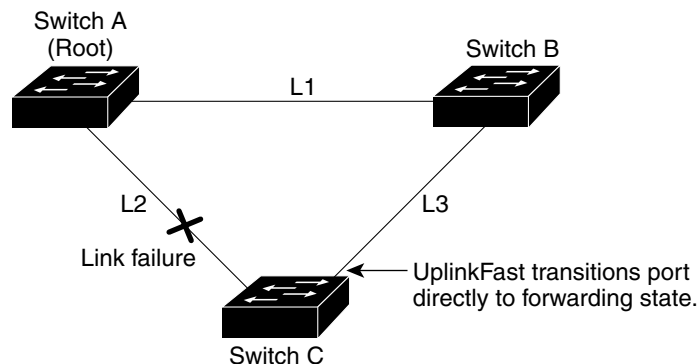 Switch A
(Root)
Switch B
L1
L2
L3
Link failure
UplinkFast transitions port
directly to forwarding state.
Switch C